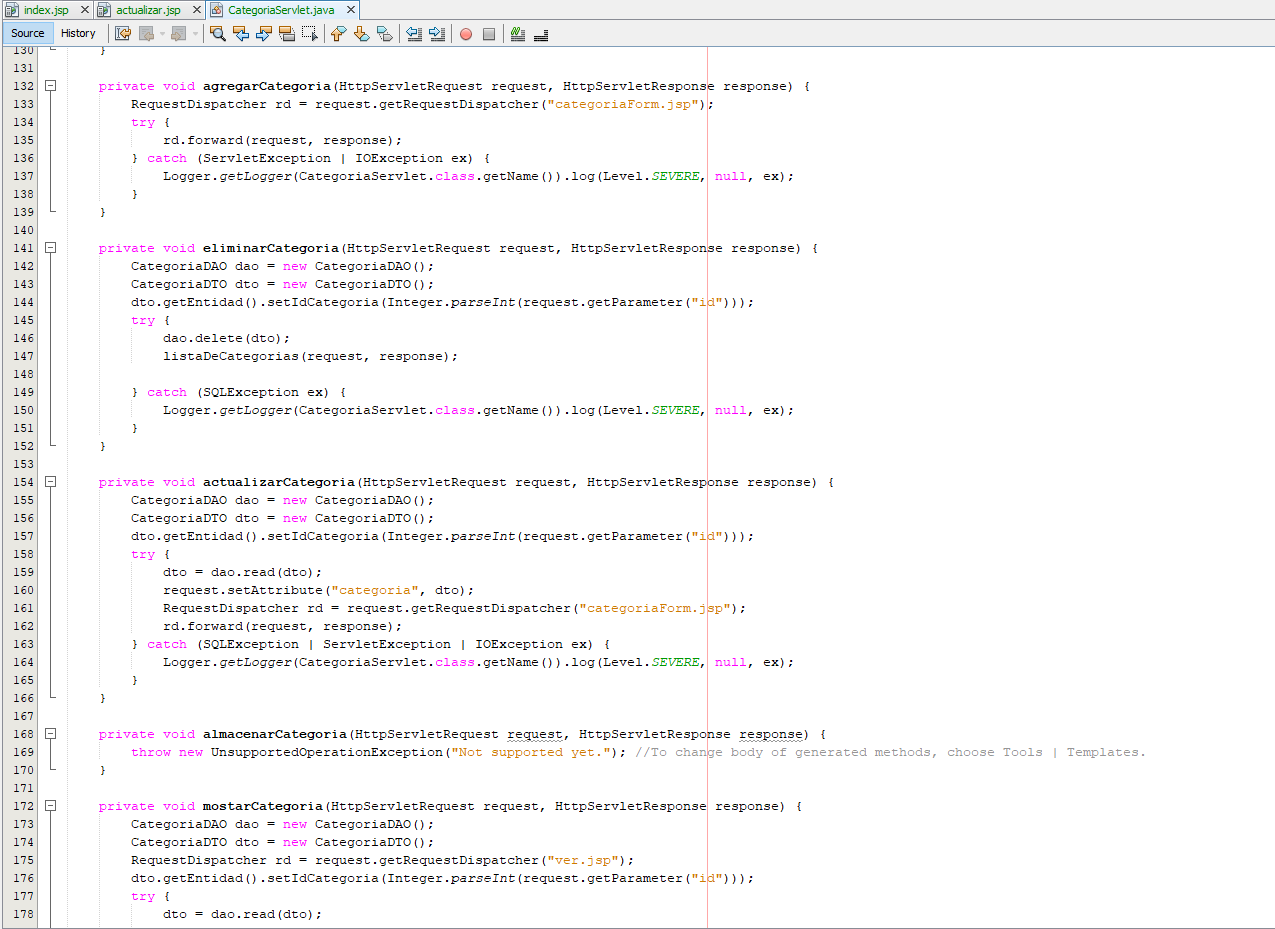 index.jsp actualizar.jsp CategoriaServlet.java
Source History
130 }
131
132 private void agregarCategoria(HttpServletRequest request, HttpServletResponse response) {
133 RequestDispatcher rd = request.getRequestDispatcher("categoriaForm.jsp");
134 try {
135 rd.forward(request, response);
136 } catch (ServletException | IOException ex) {
137 Logger.getLogger(CategoriaServlet.class.getName()).log(Level.SEVERE, null, ex);
138 }
139 }
140
141 private void eliminarCategoria(HttpServletRequest request, HttpServletResponse response) {
142 CategoriaDAO dao = new CategoriaDAO();
143 CategoriaDTO dto = new CategoriaDTO();
144 dto.getEntidad().setIdCategoria(Integer.parseInt(request.getParameter("id")));
145 try {
146 dao.delete(dto);
147 listaDeCategorias(request, response);
148
149 } catch (SQLException ex) {
150 Logger.getLogger(CategoriaServlet.class.getName()).log(Level.SEVERE, null, ex);
151 }
152 }
153
154 private void actualizarCategoria(HttpServletRequest request, HttpServletResponse response) {
155 CategoriaDAO dao = new CategoriaDAO();
156 CategoriaDTO dto = new CategoriaDTO();
157 dto.getEntidad().setIdCategoria(Integer.parseInt(request.getParameter("id")));
158 try {
159 dto = dao.read(dto);
160 request.setAttribute("categoria", dto);
161 RequestDispatcher rd = request.getRequestDispatcher("categoriaForm.jsp");
162 rd.forward(request, response);
163 } catch (SQLException | ServletException | IOException ex) {
164 Logger.getLogger(CategoriaServlet.class.getName()).log(Level.SEVERE, null, ex);
165 }
166 }
167
168 private void almacenarCategoria(HttpServletRequest request, HttpServletResponse response) {
169 throw new UnsupportedOperationException("Not supported yet."); //To change body of generated methods, choose Tools | Templates.
170 }
171
172 private void mostarCategoria(HttpServletRequest request, HttpServletResponse response) {
173 CategoriaDAO dao = new CategoriaDAO();
174 CategoriaDTO dto = new CategoriaDTO();
175 RequestDispatcher rd = request.getRequestDispatcher("ver.jsp");
176 dto.getEntidad().setIdCategoria(Integer.parseInt(request.getParameter("id")));
177 try {
178 dto = dao.read(dto);